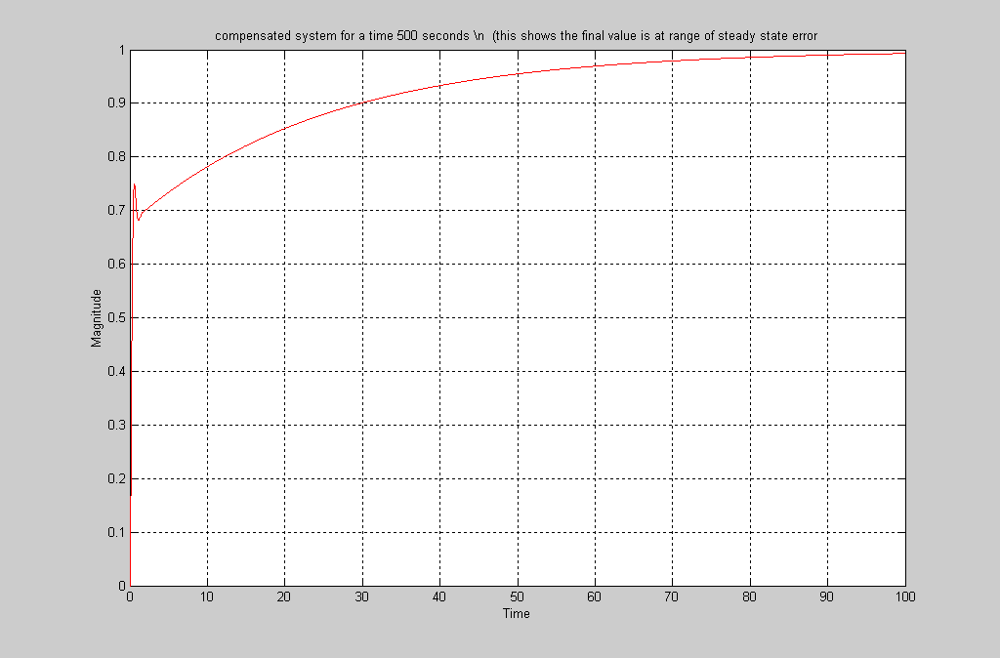 compensated system for a time 500 seconds \n  (this shows the final value is at range of steady state error
1
0.9
0.8
0.7
0.6
0.5
0.4
0.3
0.2
0.1
0
Magnitude
0 10 20 30 40 50 60 70 80 90 100
Time